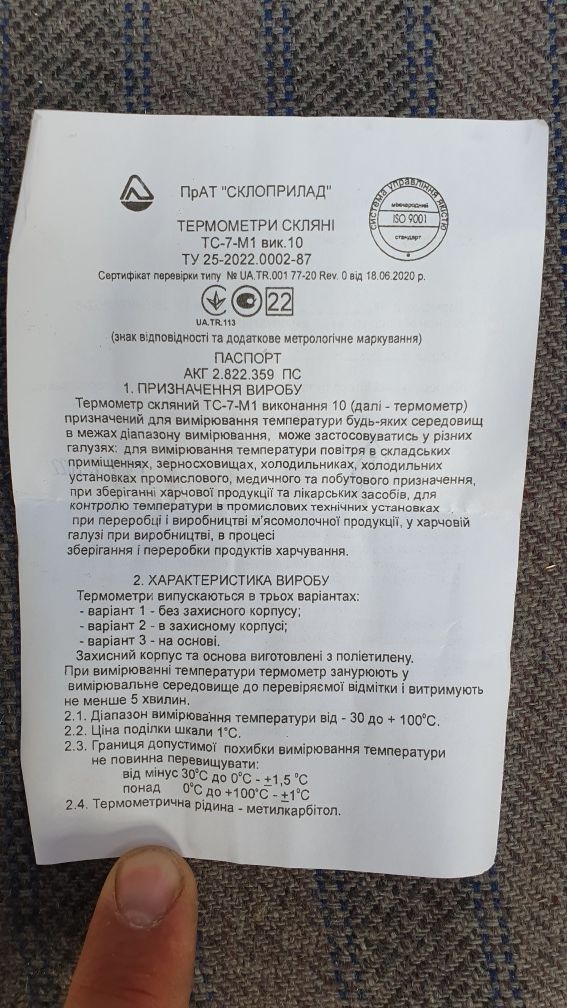 ПрАТ "СКЛОПРИЛАД"
система управління якістю
міжнародний
ISO 9001
стандарт
ТЕРМОМЕТРИ СКЛЯНІ
ТС-7-М1 вик.10
ТУ 25-2022.0002-87
Сертифікат перевірки типу № UA.TR.001 77-20 Rev. 0 від 18.06.2020 р.
22
UA.TR.113
(знак відповідності та додаткове метрологічне маркування)
ПАСПОРТ
АКГ 2.822.359 ПС
1. ПРИЗНАЧЕННЯ ВИРОБУ
Термометр скляний ТС-7-М1 виконання 10 (далі - термометр)
призначений для вимірювання температури будь-яких середовищ
в межах діапазону вимірювання, може застосовуватись у різних
галузях: для вимірювання температури повітря в складських
приміщеннях, зерносховищах, холодильниках, холодильних
установках промислового, медичного та побутового призначення,
при зберіганні харчової продукції та лікарських засобів, для
контролю температури в промислових технічних установках
при переробці і виробництві м'ясомолочної продукції, у харчовій
галузі при виробництві, в процесі
зберігання і переробки продуктів харчування.
2. ХАРАКТЕРИСТИКА ВИРОБУ
Термометри випускаються в трьох варіантах:
- варіант 1 - без захисного корпусу;
- варіант 2 - в захисному корпусі;
- варіант 3 - на основі.
Захисний корпус та основа виготовлені з поліетилену.
При вимірюванні температури термометр занурюють у
вимірювальне середовище до перевіряємої відмітки і витримують
не менше 5 хвилин.
2.1. Діапазон вимірювання температури від - 30 до + 100°С.
2.2. Ціна поділки шкали 1°С.
2.3. Границя допустимої похибки вимірювання температури
не повинна перевищувати:
від мінус 30°С до 0°С - ±1,5 °С
понад 0°С до +100°С - ±1°С
2.4. Термометрична рідина - метилкарбітол.